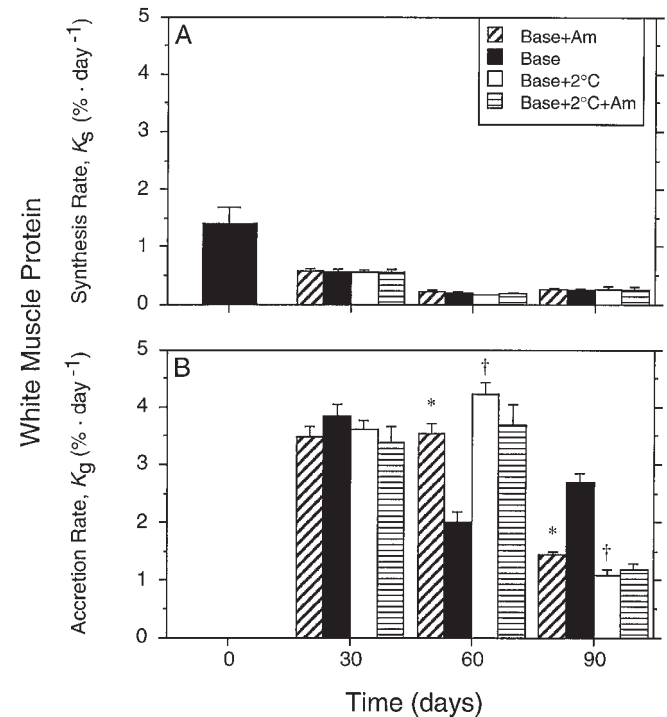 White Muscle Protein
Synthesis Rate, Ks (% · day -1)
5
4
3
2
1
0
A
Base+Am
Base
Base+2°C
Base+2°C+Am
Accretion Rate, Kg (% · day -1)
5
4
3
2
1
0
B
*
†
*
†
0 30 60 90
Time (days)